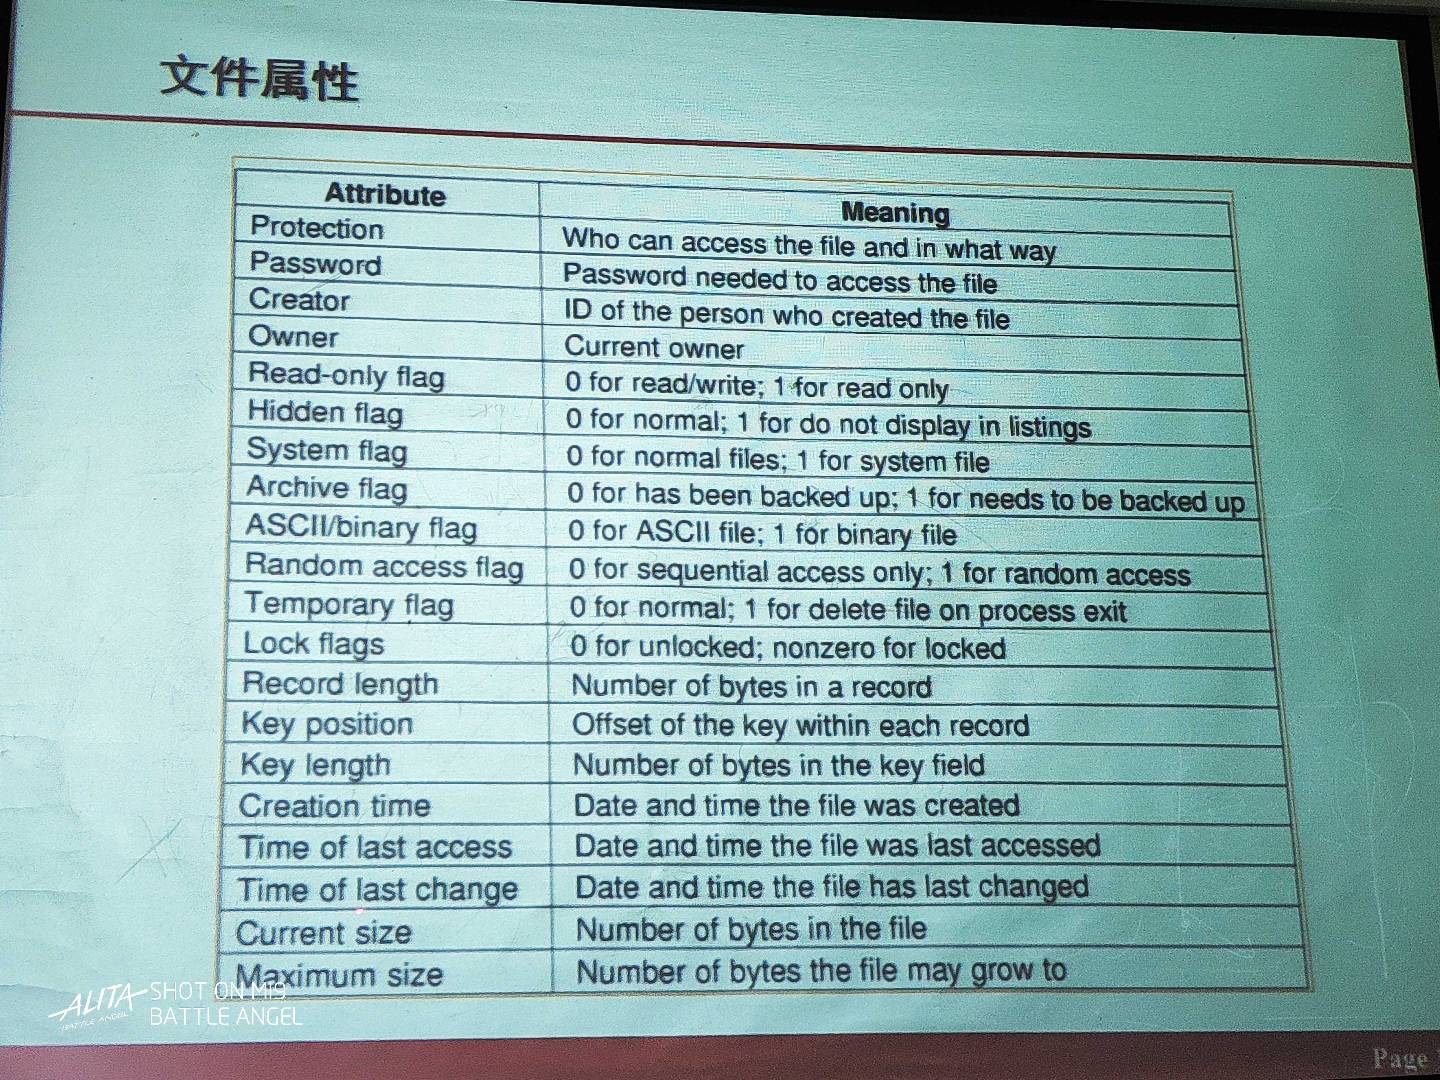 文件属性
Attribute Meaning
Protection Who can access the file and in what way
Password Password needed to access the file
Creator ID of the person who created the file
Owner Current owner
Read-only flag 0 for read/write; 1 for read only
Hidden flag 0 for normal; 1 for do not display in listings
System flag 0 for normal files; 1 for system file
Archive flag 0 for has been backed up; 1 for needs to be backed up
ASCII/binary flag 0 for ASCII file; 1 for binary file
Random access flag 0 for sequential access only; 1 for random access
Temporary flag 0 for normal; 1 for delete file on process exit
Lock flags 0 for unlocked; nonzero for locked
Record length Number of bytes in a record
Key position Offset of the key within each record
Key length Number of bytes in the key field
Creation time Date and time the file was created
Time of last access Date and time the file was last accessed
Time of last change Date and time the file has last changed
Current size Number of bytes in the file
Maximum size Number of bytes the file may grow to
ALITA SHOT ON MI9
BATTLE ANGEL BATTLE ANGEL
Page